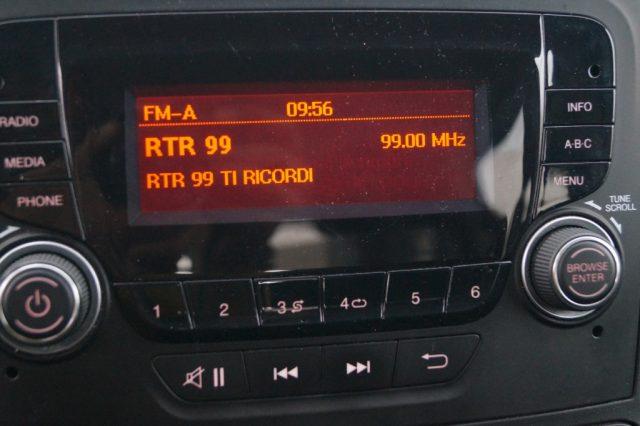 FM-A 09:56
RTR 99 99.00 MHz
RTR 99 TI RICORDI
RADIO
MEDIA
PHONE
INFO
A·B·C
MENU
TUNE
SCROLL
BROWSE
ENTER
1 2 3 4 5 6